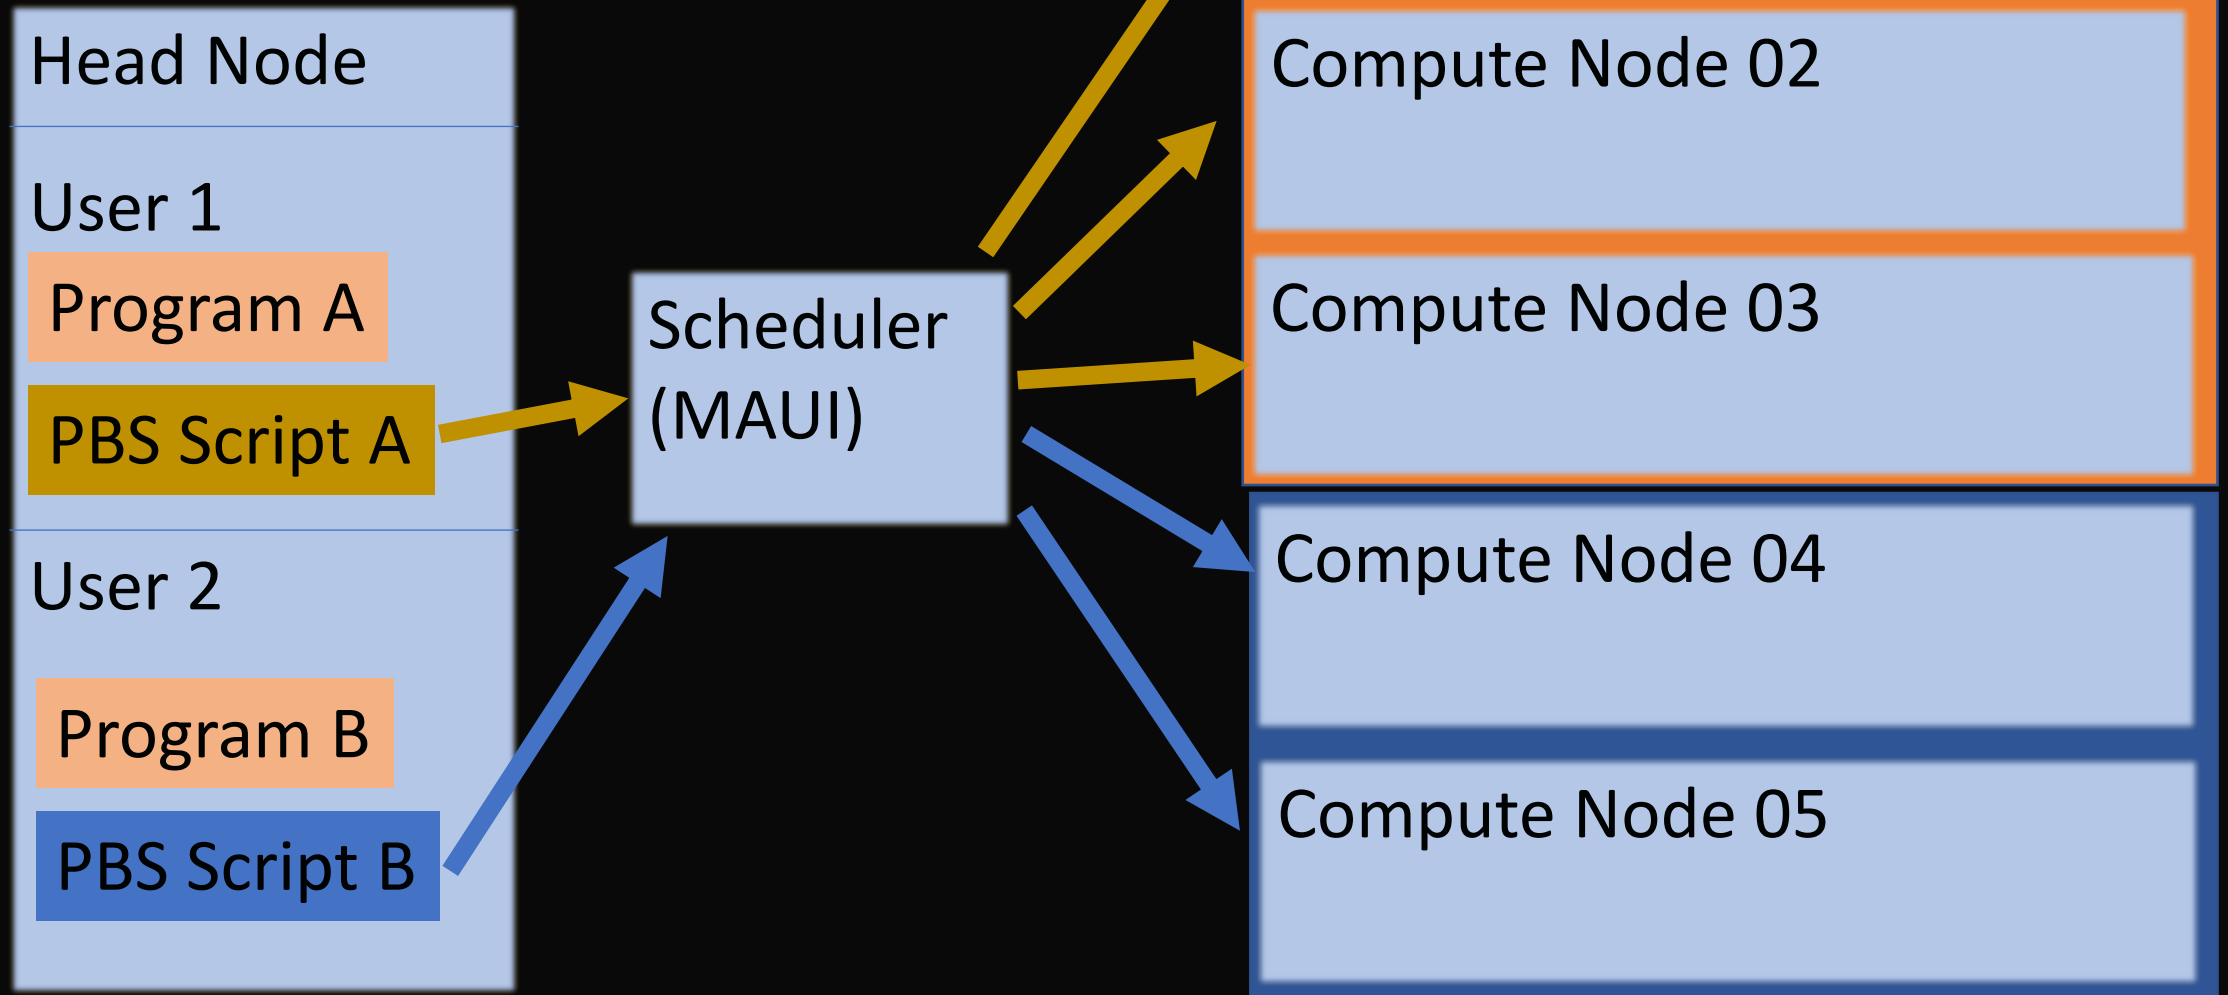 Head Node
User 1
Program A
PBS Script A
User 2
Program B
PBS Script B
Scheduler
(MAUI)
Compute Node 02
Compute Node 03
Compute Node 04
Compute Node 05